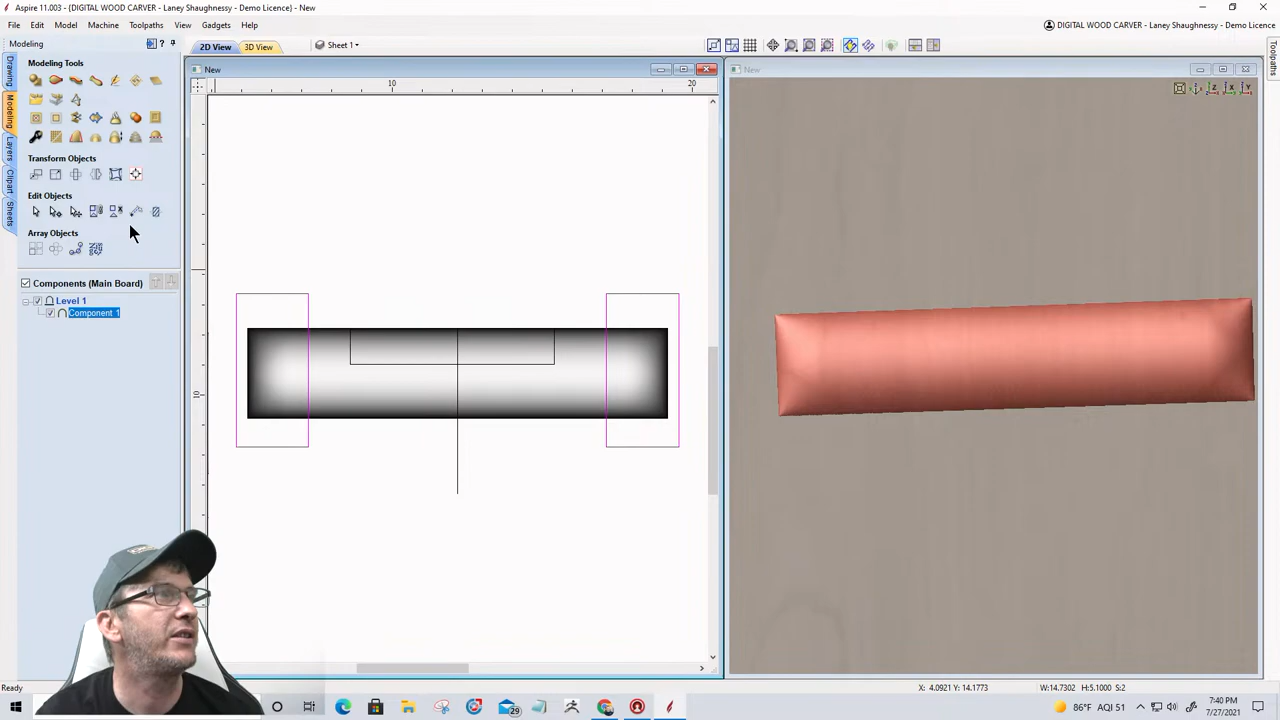 Aspire 11.003 - DIGITAL WOOD CARVER - Laney Shaughnessy - Demo Licence - New
File Edit Model Machine Toolpaths View Gadgets Help
DIGITAL WOOD CARVER - Laney Shaughnessy - Demo Licence
Modeling
2D View 3D View Sheet 1
Modeling Tools
New
New
10 20
Drawing
Modeling
Layers
Clipart
Sheets
Toolpaths
Transform Objects
Edit Objects
Array Objects
Components (Main Board)
Level 1
Component 1
10
Ready
X: 4.0921 Y: 14.1773
W:14.7302 H:5.1000 S:2
29
86°F AQI 51
7:40 PM
7/27/2021